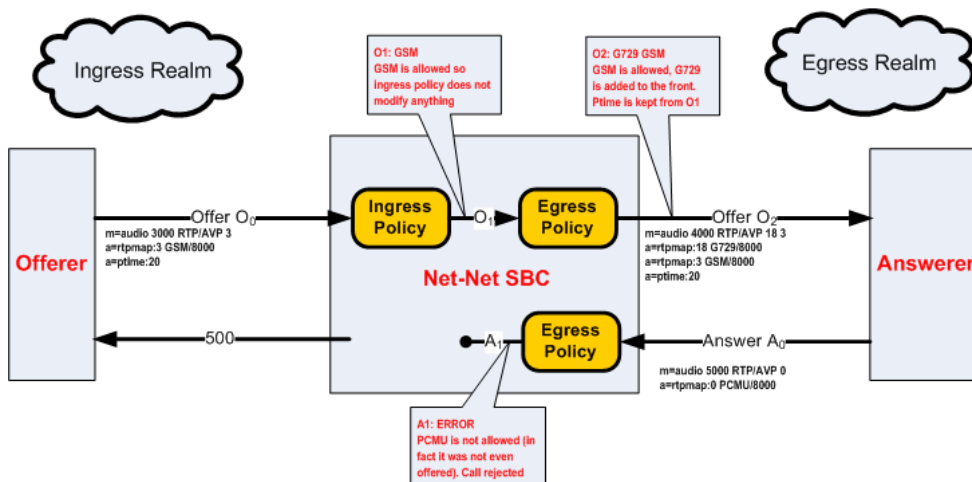 Ingress Realm
Egress Realm
O1: GSM
GSM is allowed so
ingress policy does not
modify anything
O2: G729 GSM
GSM is allowed, G729
is added to the front.
Ptime is kept from O1
Offerer
Offer O0
m=audio 3000 RTP/AVP 3
a=rtpmap:3 GSM/8000
a=ptime:20
Ingress
Policy
O1
Egress
Policy
Offer O2
m=audio 4000 RTP/AVP 18 3
a=rtpmap:18 G729/8000
a=rtpmap:3 GSM/8000
a=ptime:20
Answerer
Net-Net SBC
500
A1
Egress
Policy
Answer A0
m=audio 5000 RTP/AVP 0
a=rtpmap:0 PCMU/8000
A1: ERROR
PCMU is not allowed (in
fact it was not even
offered). Call rejected